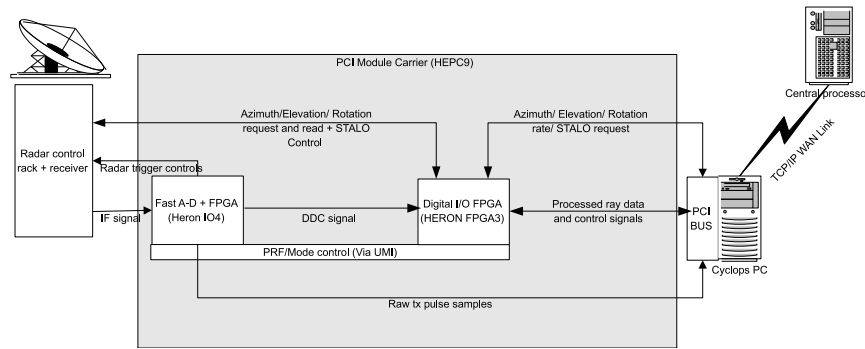 PCI Module Carrier (HEPC9)
Central processor
Azimuth/Elevation/ Rotation
request and read + STALO
Control
Azimuth/ Elevation/ Rotation
rate/ STALO request
TCP/IP WAN Link
Radar control
rack + receiver
Radar trigger controls
Fast A-D + FPGA
(Heron IO4)
Digital I/O FPGA
(HERON FPGA3)
Processed ray data
and control signals
PCI
BUS
IF signal
DDC signal
PRF/Mode control (Via UMI)
Cyclops PC
Raw tx pulse samples